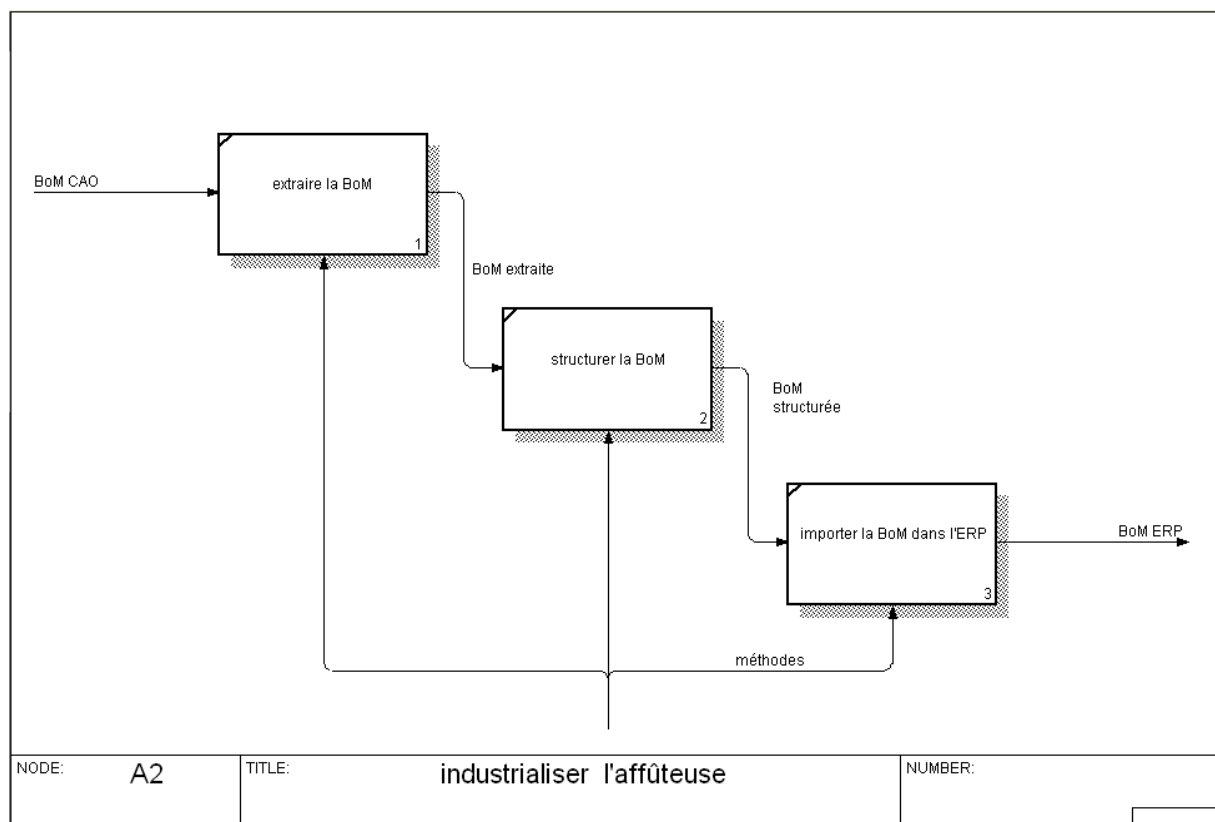 BoM CAO
extraire la BoM
1
BoM extraite
structurer la BoM
2
BoM
structurée
importer la BoM dans l'ERP
3
BoM ERP
méthodes
NODE: A2
TITLE: industrialiser l'affûteuse
NUMBER: